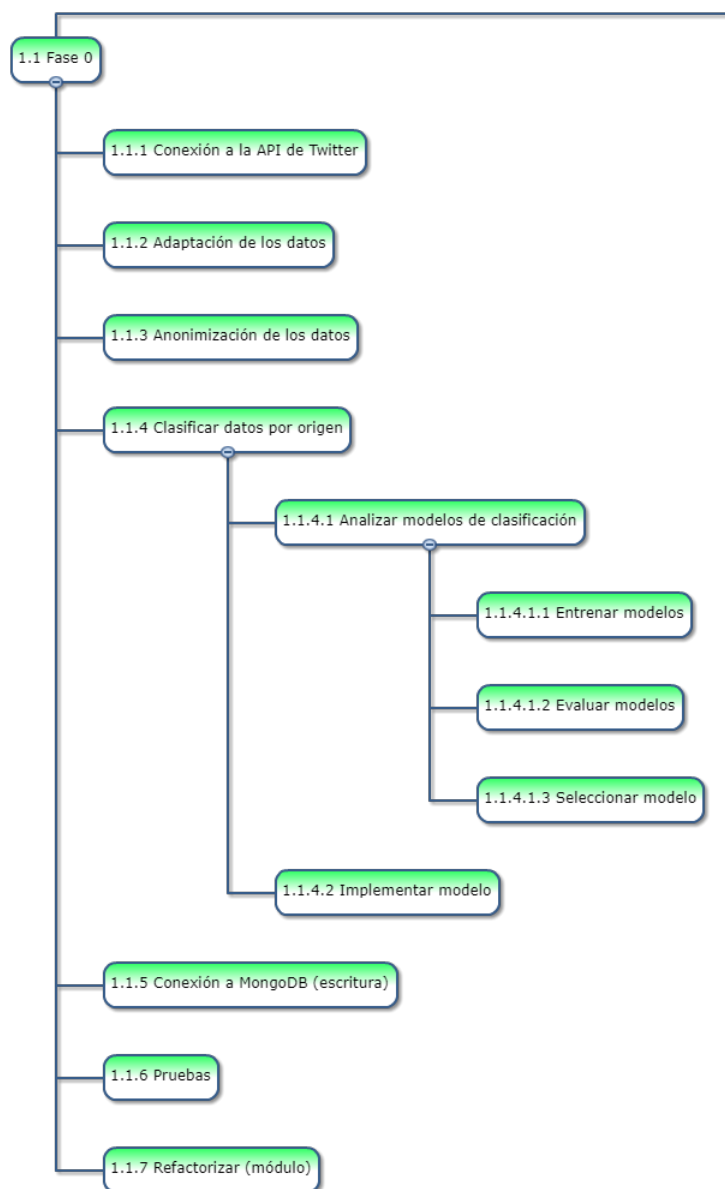 1.1 Fase 0
1.1.1 Conexión a la API de Twitter
1.1.2 Adaptación de los datos
1.1.3 Anonimización de los datos
1.1.4 Clasificar datos por origen
1.1.4.1 Analizar modelos de clasificación
1.1.4.1.1 Entrenar modelos
1.1.4.1.2 Evaluar modelos
1.1.4.1.3 Seleccionar modelo
1.1.4.2 Implementar modelo
1.1.5 Conexión a MongoDB (escritura)
1.1.6 Pruebas
1.1.7 Refactorizar (módulo)